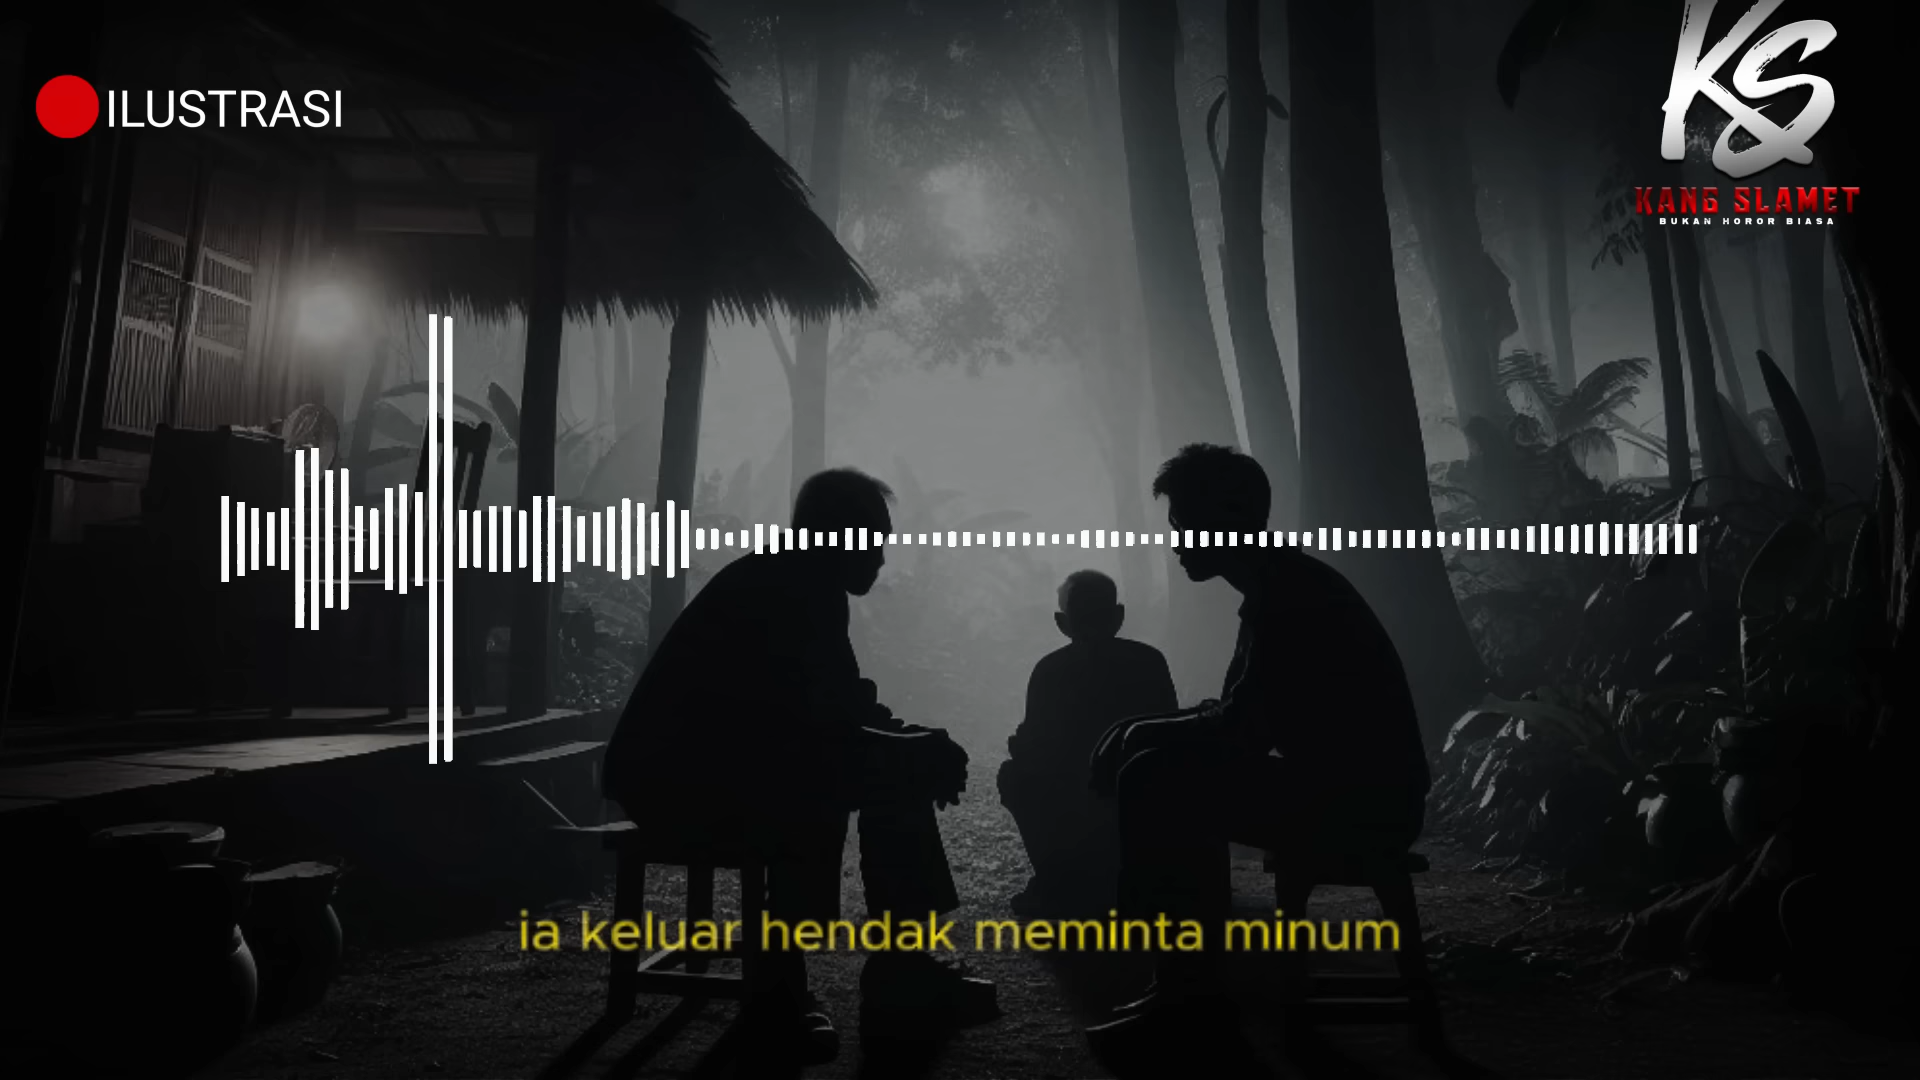 ILUSTRASI
KS
KANG SLAMET
BUKAN HOROR BIASA
ia keluar hendak meminta minum